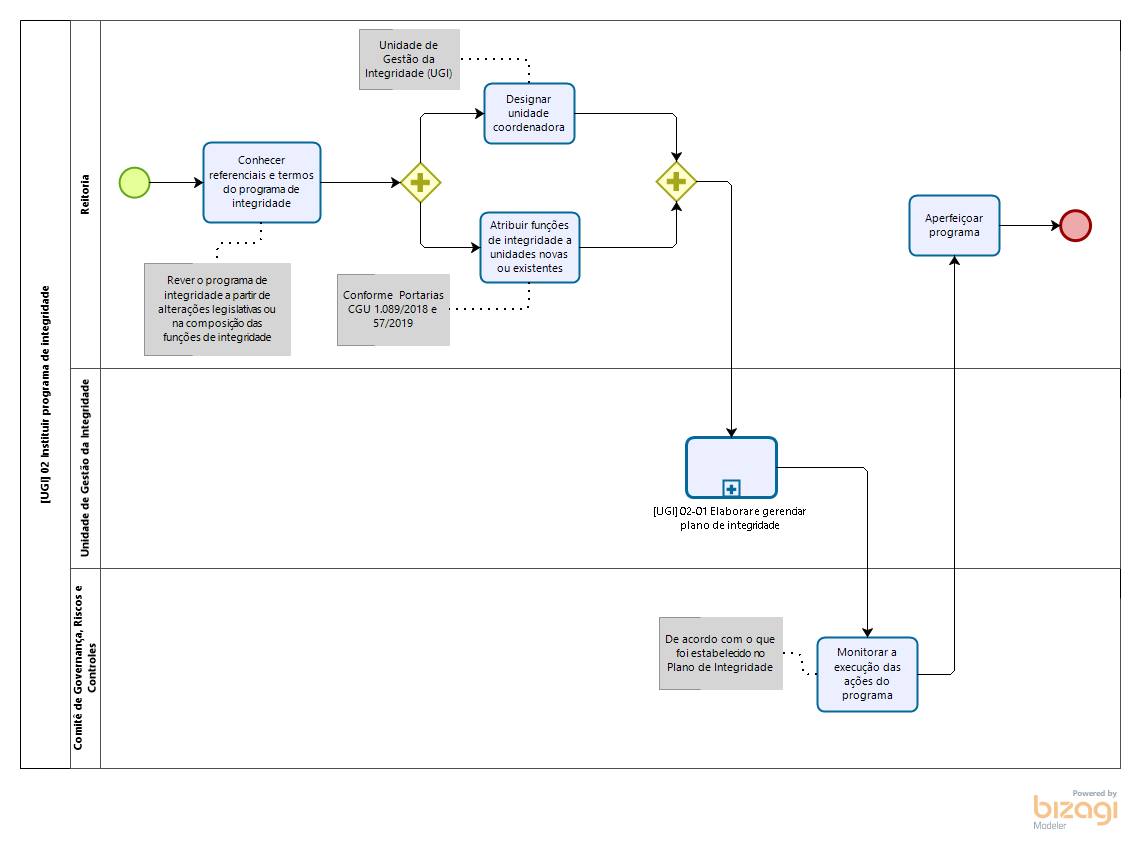 [UGI] 02 Instituir programa de integridade
Reitoria
Unidade de
Gestão da
Integridade (UGI)
Designar
unidade
coordenadora
Conhecer
referenciais e termos
do programa de
integridade
Rever o programa de
integridade a partir de
alterações legislativas ou
na composição das
funções de integridade
Atribuir funções
de integridade a
unidades novas
ou existentes
Conforme Portarias
CGU 1.089/2018 e
57/2019
Aperfeiçoar
programa
Unidade de Gestão da Integridade
[UGI] 02-01 Elaborar e gerenciar
plano de integridade
Comitê de Governança, Riscos e
Controles
De acordo com o que
foi estabelecido no
Plano de Integridade
Monitorar a
execução das
ações do
programa
Powered by
bizagi
Modeler